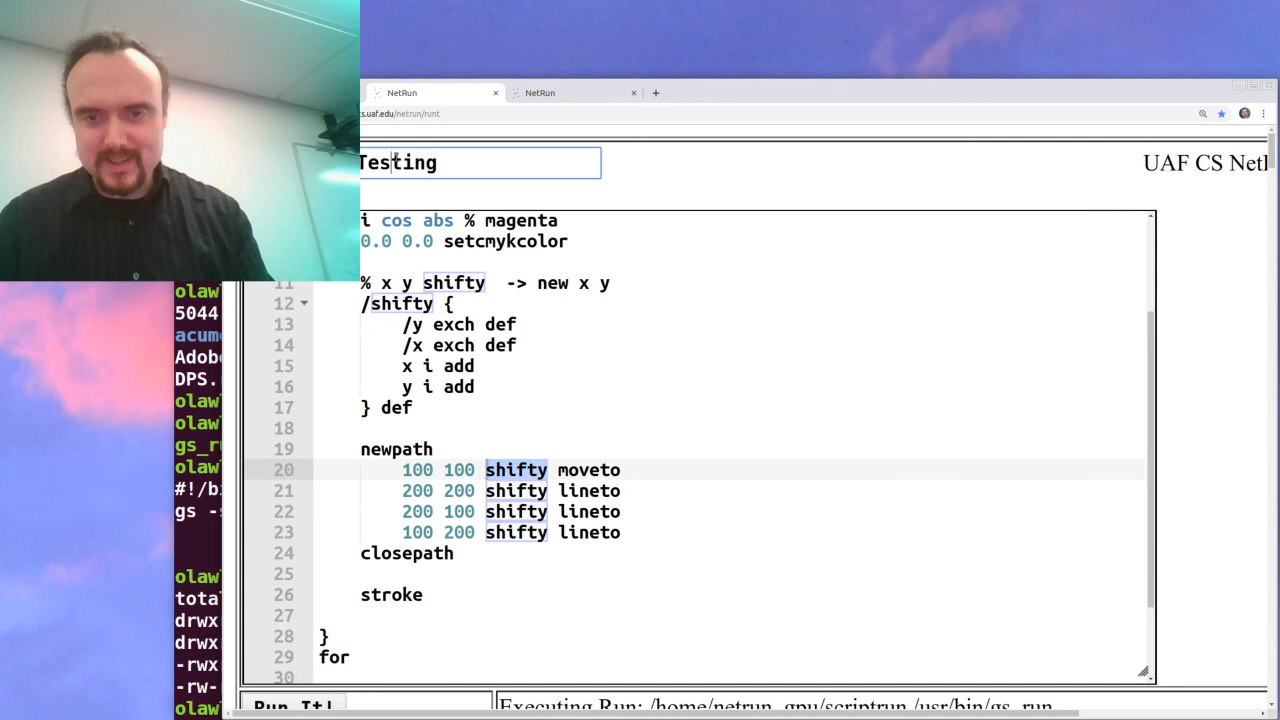 NetRun
NetRun
cs.uaf.edu/netrun/runt
Testing
UAF CS Net
i cos abs % magenta
0.0 0.0 setcmykcolor
11 % x y shifty -> new x y
12 /shifty {
13 /y exch def
14 /x exch def
15 x i add
16 y i add
17 } def
18
19 newpath
20 100 100 shifty moveto
21 200 200 shifty lineto
22 200 100 shifty lineto
23 100 200 shifty lineto
24 closepath
25
26 stroke
27
28 }
29 for
30
Run It!
Executing Run: /home/netrun_gpu/scriptrun /usr/bin/gs_run
olaw
5044
acum
Adob
DPS.
olaw
olaw
gs_r
olaw
#!/bi
gs -s
olaw
tota
drwx
drwx
-rwx
-rw-
olaw